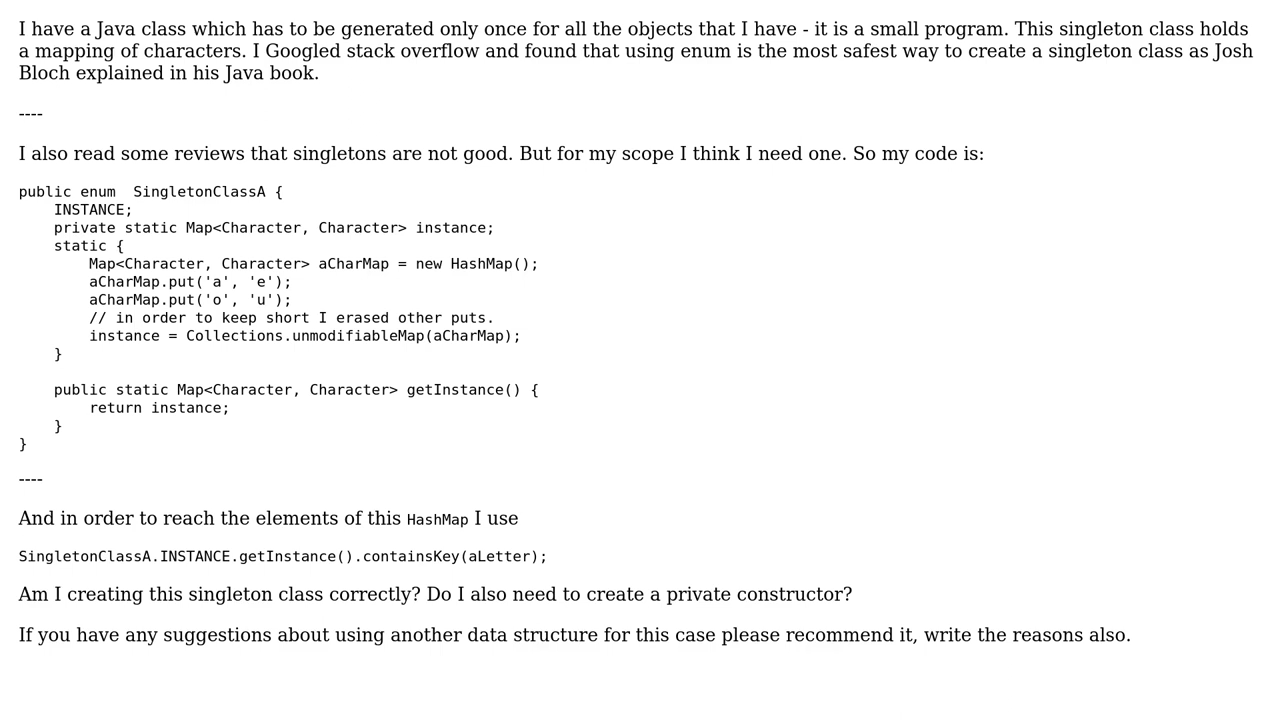 I have a Java class which has to be generated only once for all the objects that I have - it is a small program. This singleton class holds
a mapping of characters. I Googled stack overflow and found that using enum is the most safest way to create a singleton class as Josh
Bloch explained in his Java book.
----
I also read some reviews that singletons are not good. But for my scope I think I need one. So my code is:
public enum  SingletonClassA {
    INSTANCE;
    private static Map<Character, Character> instance;
    static {
        Map<Character, Character> aCharMap = new HashMap();
        aCharMap.put('a', 'e');
        aCharMap.put('o', 'u');
        // in order to keep short I erased other puts.
        instance = Collections.unmodifiableMap(aCharMap);
    }

    public static Map<Character, Character> getInstance() {
        return instance;
    }
}
----
And in order to reach the elements of this HashMap I use
SingletonClassA.INSTANCE.getInstance().containsKey(aLetter);
Am I creating this singleton class correctly? Do I also need to create a private constructor?
If you have any suggestions about using another data structure for this case please recommend it, write the reasons also.